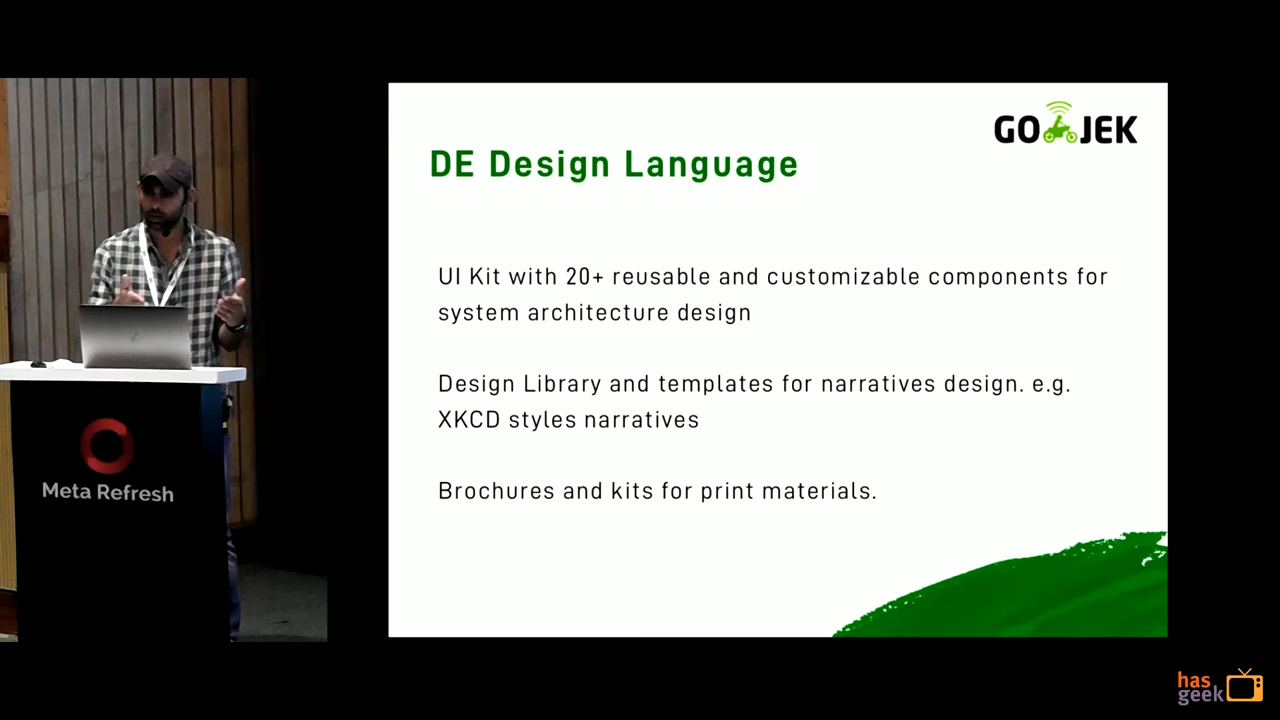 GO JEK
DE Design Language
UI Kit with 20+ reusable and customizable components for
system architecture design
Design Library and templates for narratives design. e.g.
XKCD styles narratives
Brochures and kits for print materials.
Meta Refresh
has
geek